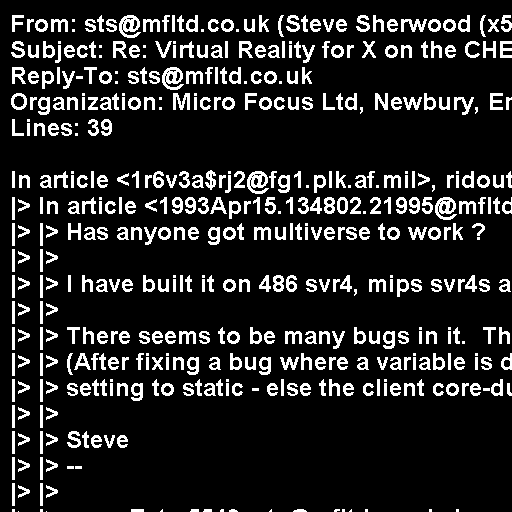 From: sts@mfltd.co.uk (Steve Sherwood (x5
Subject: Re: Virtual Reality for X on the CHE
Reply-To: sts@mfltd.co.uk
Organization: Micro Focus Ltd, Newbury, En
Lines: 39

In article <1r6v3a$rj2@fg1.plk.af.mil>, ridout
|> In article <1993Apr15.134802.21995@mfltd
|> |> Has anyone got multiverse to work ?
|> |>
|> |> I have built it on 486 svr4, mips svr4s a
|> |>
|> |> There seems to be many bugs in it.  Th
|> |> (After fixing a bug where a variable is d
|> |> setting to static - else the client core-du
|> |>
|> |> Steve
|> |> --
|> |>